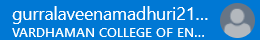 gurralaveenamadhuri21...
VARDHAMAN COLLEGE OF EN...